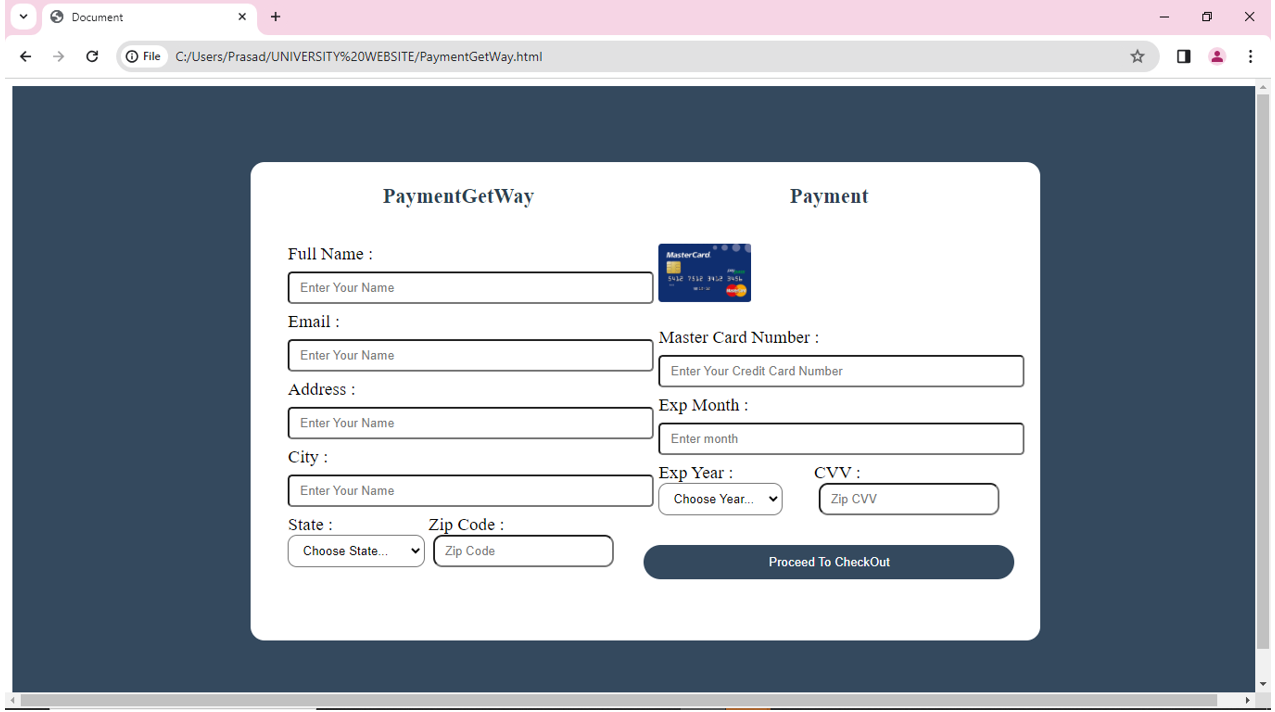 Document
File C:/Users/Prasad/UNIVERSITY%20WEBSITE/PaymentGetWay.html
PaymentGetWay
Full Name :
Enter Your Name
Email :
Enter Your Name
Address :
Enter Your Name
City :
Enter Your Name
State : Zip Code :
Choose State... Zip Code
Payment
MasterCard
5412 7512 3412 3456
Master Card Number :
Enter Your Credit Card Number
Exp Month :
Enter month
Exp Year : CVV :
Choose Year... Zip CVV
Proceed To CheckOut